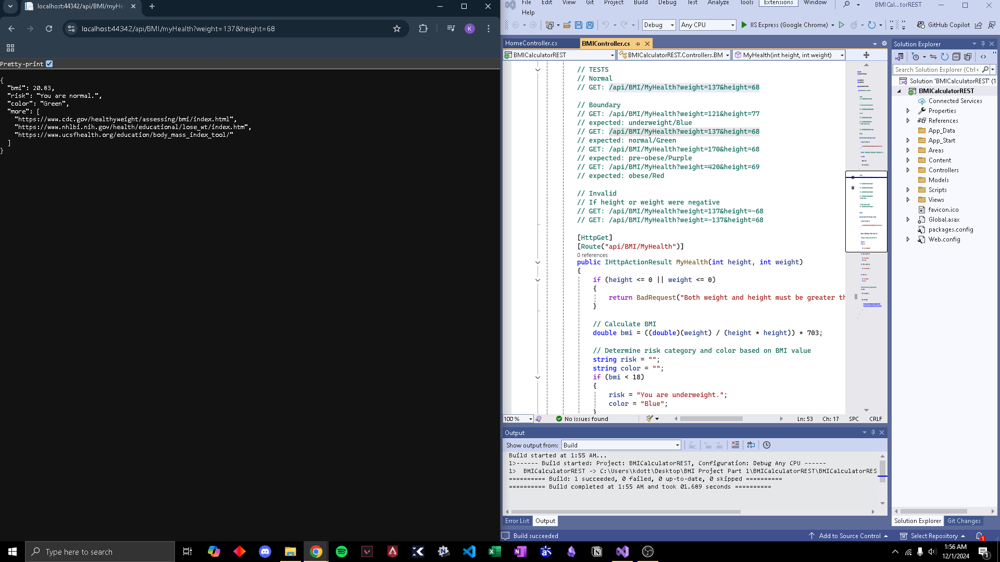 localhost:44342/api/BMI/myHe
localhost:44342/api/BMI/myHealth?weight=137&height=68
K
Pretty-print
{
"bmi": 20.83,
"risk": "You are normal.",
"color": "Green",
"more": [
"https://www.cdc.gov/healthyweight/assessing/bmi/index.html",
"https://www.nhlbi.nih.gov/health/educational/lose_wt/index.htm",
"https://www.ucsfhealth.org/education/body_mass_index_tool/"
]
}
File Edit View Git Project Build Debug Test Analyze Tools Extensions Window
Help
BMICal...torREST
Debug Any CPU IIS Express (Google Chrome) GitHub Copilot
HomeController.cs BMIController.cs
BMICalculatorREST BMICalculatorREST.Controllers.BM MyHealth(int height, int weight)
// TESTS
// Normal
// GET: /api/BMI/MyHealth?weight=137&height=68
// Boundary
// GET: /api/BMI/MyHealth?weight=121&height=77
// expected: underweight/Blue
// GET: /api/BMI/MyHealth?weight=137&height=68
// expected: normal/Green
// GET: /api/BMI/MyHealth?weight=170&height=68
// expected: pre-obese/Purple
// GET: /api/BMI/MyHealth?weight=420&height=69
// expected: obese/Red
// Invalid
// If height or weight were negative
// GET: /api/BMI/MyHealth?weight=137&height=-68
// GET: /api/BMI/MyHealth?weight=-137&height=68
[HttpGet]
[Route("api/BMI/MyHealth")]
0 references
public IHttpActionResult MyHealth(int height, int weight)
{
if (height <= 0 || weight <= 0)
{
return BadRequest("Both weight and height must be greater th
}
// Calculate BMI
double bmi = ((double)(weight) / (height * height)) * 703;
// Determine risk category and color based on BMI value
string risk = "";
string color = "";
if (bmi < 18)
{
risk = "You are underweight.";
color = "Blue";
}
100 % No issues found Ln: 53 Ch: 17 SPC CRLF
Output
Show output from: Build
Build started at 1:55 AM...
1>------ Build started: Project: BMICalculatorREST, Configuration: Debug Any CPU ------
1> BMICalculatorREST -> C:\Users\kdott\Desktop\BMI Project Part 1\BMICalculatorREST\BMICalculatorRES
========== Build: 1 succeeded, 0 failed, 0 up-to-date, 0 skipped ==========
========== Build completed at 1:55 AM and took 01.689 seconds ==========
Error List Output
Solution Explorer
Search Solution Explorer (Ctrl+
Solution 'BMICalculatorREST' (1
BMICalculatorREST
Connected Services
Properties
References
App_Data
App_Start
Areas
Content
Controllers
Models
Scripts
Views
favicon.ico
Global.asax
packages.config
Web.config
Solution Explorer Git Changes
Build succeeded Add to Source Control Select Repository 1
Type here to search
1:56 AM
12/1/2024
1